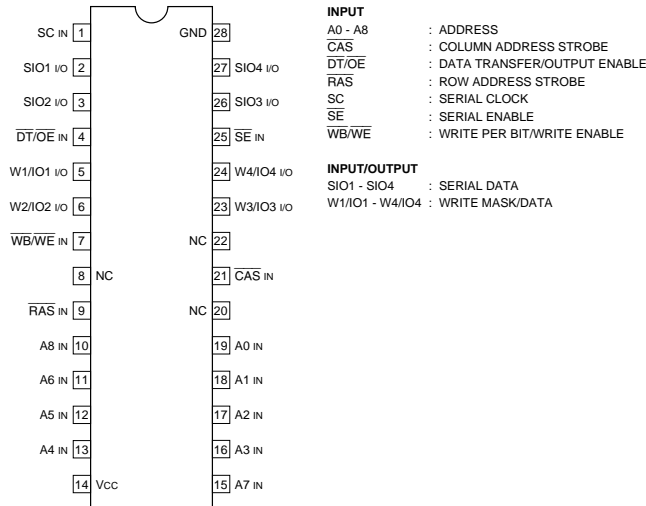 SC IN 1 GND 28
SIO1 I/O 2 27 SIO4 I/O
SIO2 I/O 3 26 SIO3 I/O
DT/OE IN 4 25 SE IN
W1/IO1 I/O 5 24 W4/IO4 I/O
W2/IO2 I/O 6 23 W3/IO3 I/O
WB/WE IN 7 NC 22
8 NC 21 CAS IN
RAS IN 9 NC 20
A8 IN 10 19 A0 IN
A6 IN 11 18 A1 IN
A5 IN 12 17 A2 IN
A4 IN 13 16 A3 IN
14 VCC 15 A7 IN
INPUT
A0 - A8 : ADDRESS
CAS : COLUMN ADDRESS STROBE
DT/OE : DATA TRANSFER/OUTPUT ENABLE
RAS : ROW ADDRESS STROBE
SC : SERIAL CLOCK
SE : SERIAL ENABLE
WB/WE : WRITE PER BIT/WRITE ENABLE
INPUT/OUTPUT
SIO1 - SIO4 : SERIAL DATA
W1/IO1 - W4/IO4 : WRITE MASK/DATA